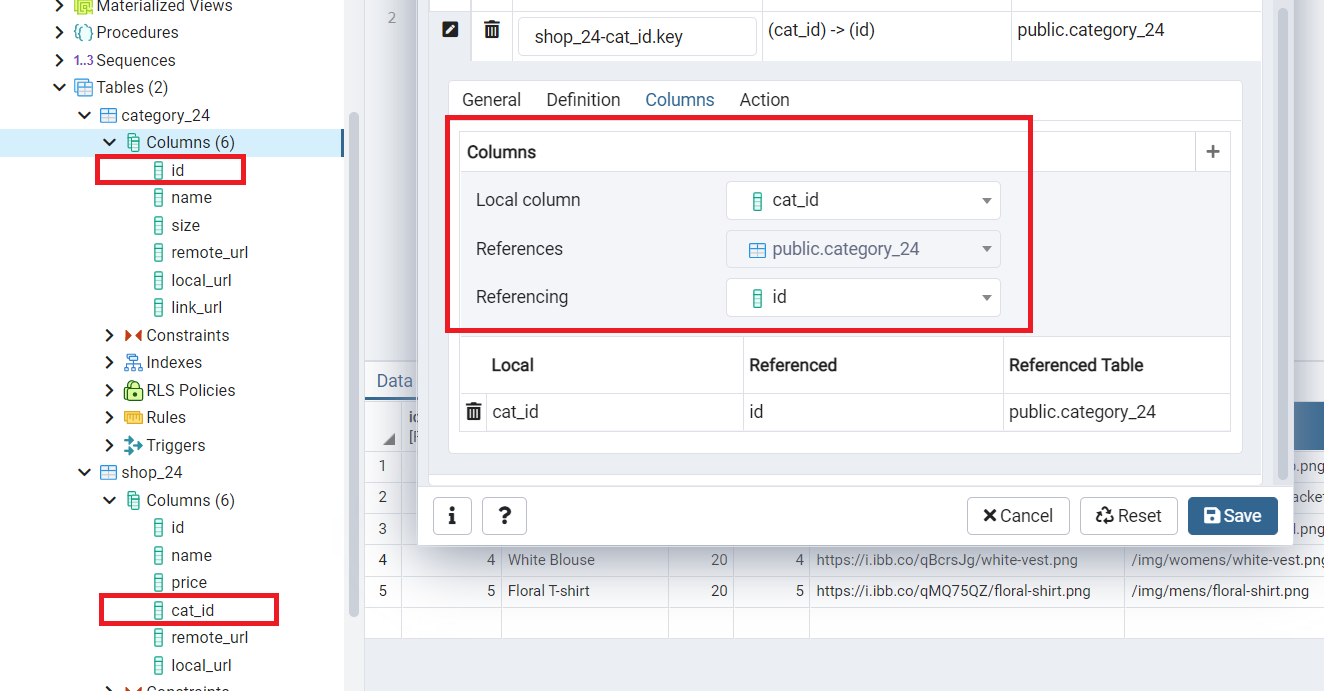 Materialized Views
Procedures
1..3 Sequences
Tables (2)
category_24
Columns (6)
id
name
size
remote_url
local_url
link_url
Constraints
Indexes
RLS Policies
Rules
Triggers
shop_24
Columns (6)
id
name
price
cat_id
remote_url
local_url
Constraints
2
shop_24-cat_id.key
(cat_id) -> (id)
public.category_24
General Definition Columns Action
Columns +
Local column cat_id
References public.category_24
Referencing id
Local Referenced Referenced Table
cat_id id public.category_24
i ? Cancel Reset Save
Data
1
2
3
4 4 White Blouse 20 4 https://i.ibb.co/qBcrsJg/white-vest.png /img/womens/white-vest.png
5 5 Floral T-shirt 20 5 https://i.ibb.co/qMQ75QZ/floral-shirt.png /img/mens/floral-shirt.png